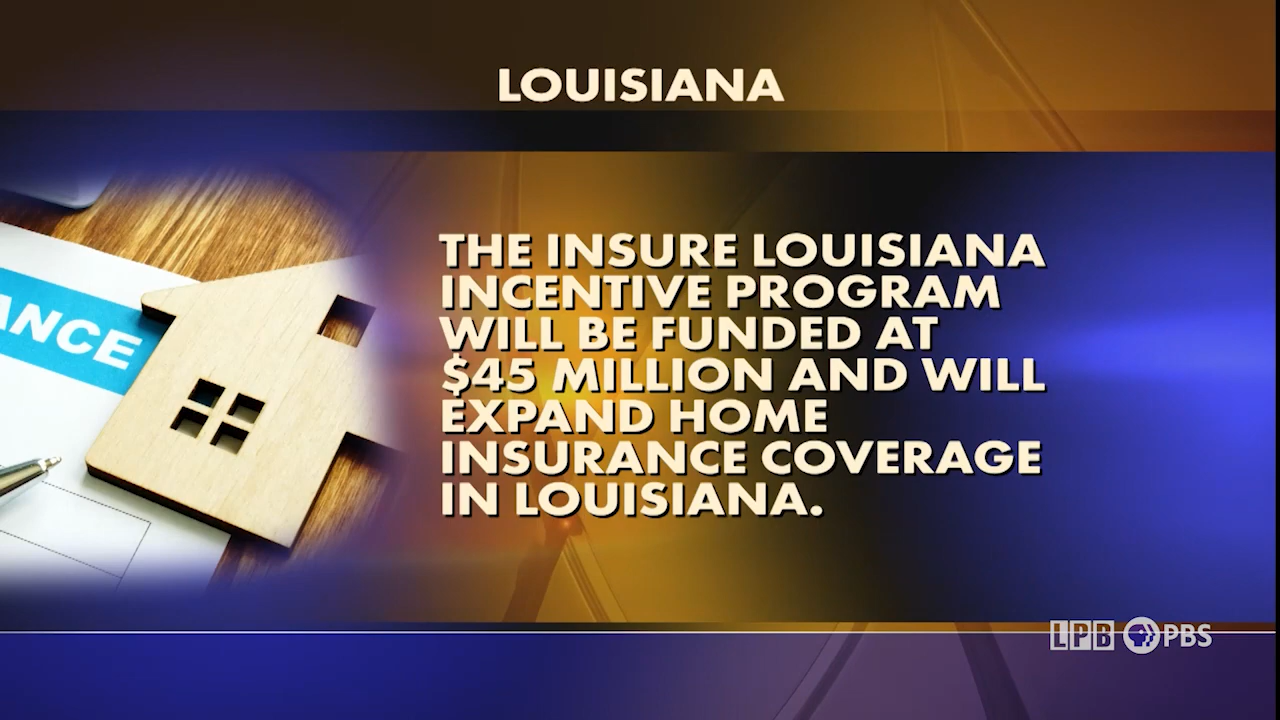 LOUISIANA
THE INSURE LOUISIANA
INCENTIVE PROGRAM
WILL BE FUNDED AT
$45 MILLION AND WILL
EXPAND HOME
INSURANCE COVERAGE
IN LOUISIANA.
ANCE
LPB PBS